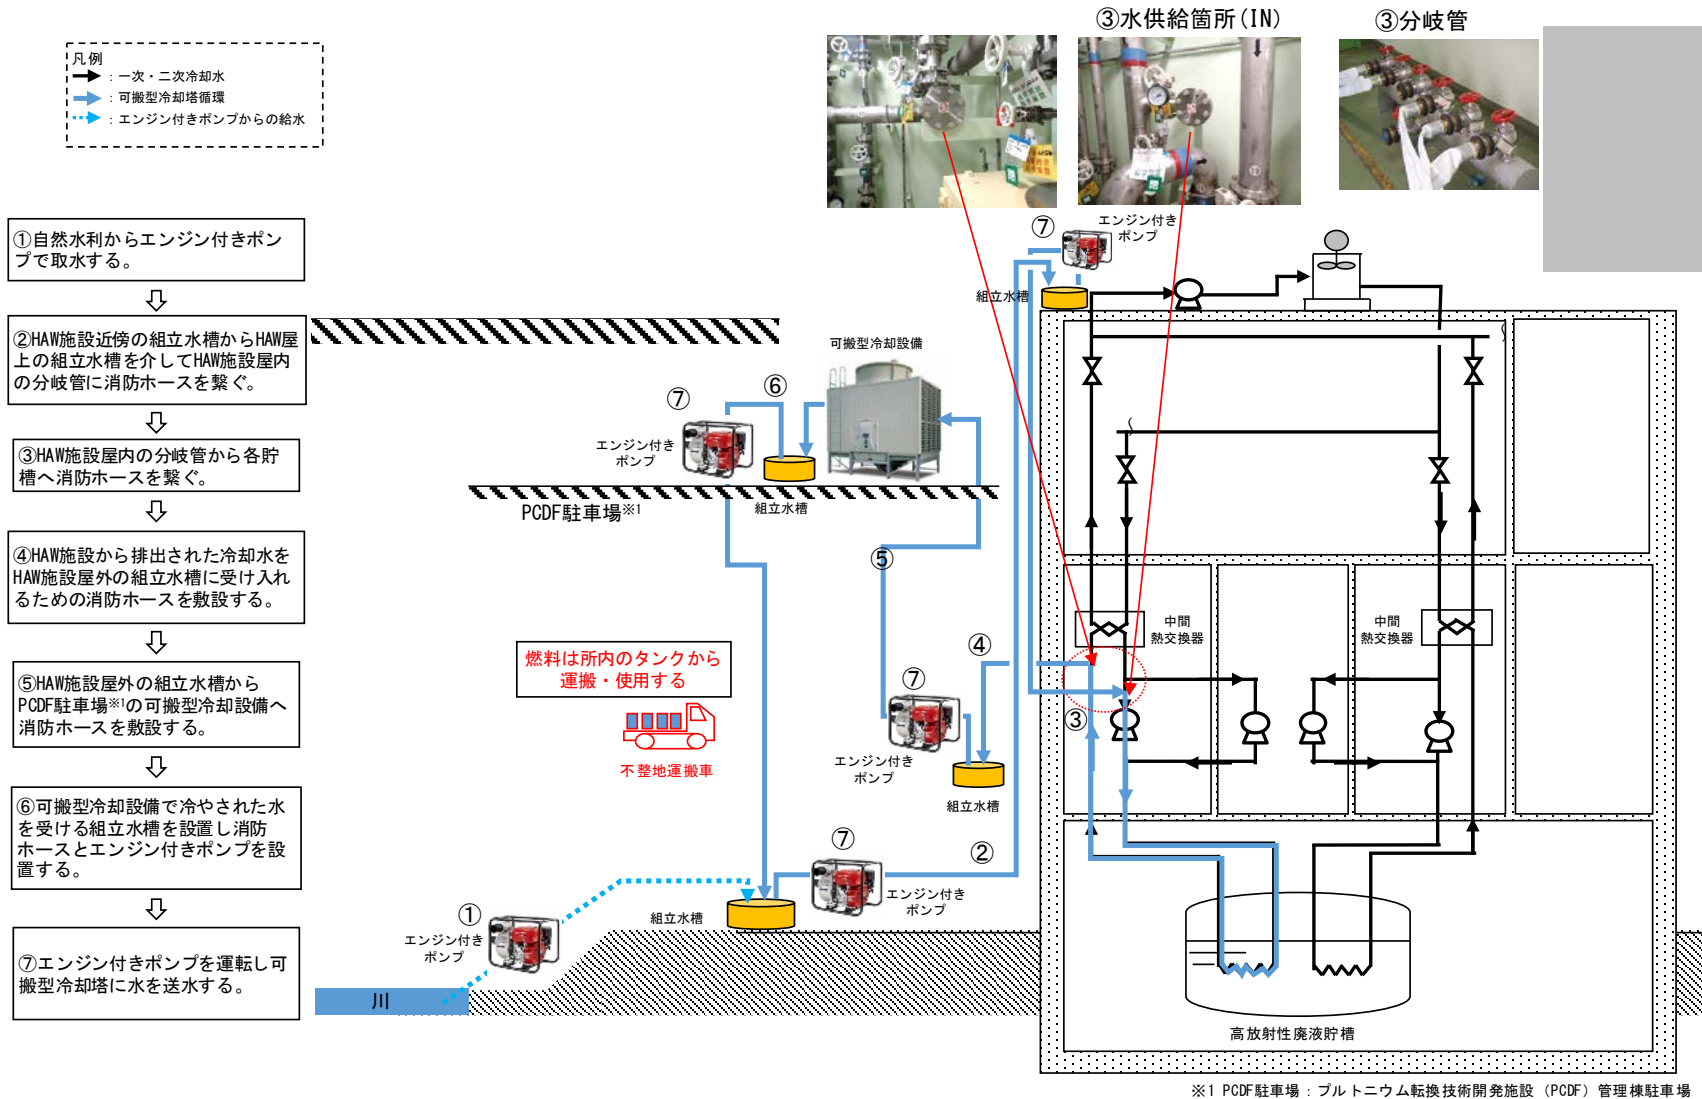 ③水供給箇所(IN)
③分岐管
凡例
：一次・二次冷却水
：可搬型冷却塔循環
：エンジン付きポンプからの給水
①自然水利からエンジン付きポン
プで取水する。
②HAW施設近傍の組立水槽からHAW屋
上の組立水槽を介してHAW施設屋内
の分岐管に消防ホースを繋ぐ。
③HAW施設屋内の分岐管から各貯
槽へ消防ホースを繋ぐ。
④HAW施設から排出された冷却水を
HAW施設屋外の組立水槽に受け入れ
るための消防ホースを敷設する。
⑤HAW施設屋外の組立水槽から
PCDF駐車場※1の可搬型冷却設備へ
消防ホースを敷設する。
⑥可搬型冷却設備で冷やされた水
を受ける組立水槽を設置し消防
ホースとエンジン付きポンプを設
置する。
⑦エンジン付きポンプを運転し可
搬型冷却塔に水を送水する。
⑦
エンジン付き
ポンプ
組立水槽
可搬型冷却設備
⑥
⑦
エンジン付き
ポンプ
組立水槽
PCDF駐車場※1
⑤
燃料は所内のタンクから
運搬・使用する
不整地運搬車
④
⑦
エンジン付き
ポンプ
組立水槽
③
中間
熱交換器
中間
熱交換器
⑦
②
エンジン付き
ポンプ
組立水槽
①
エンジン付き
ポンプ
川
高放射性廃液貯槽
※1 PCDF駐車場：プルトニウム転換技術開発施設（PCDF）管理棟駐車場